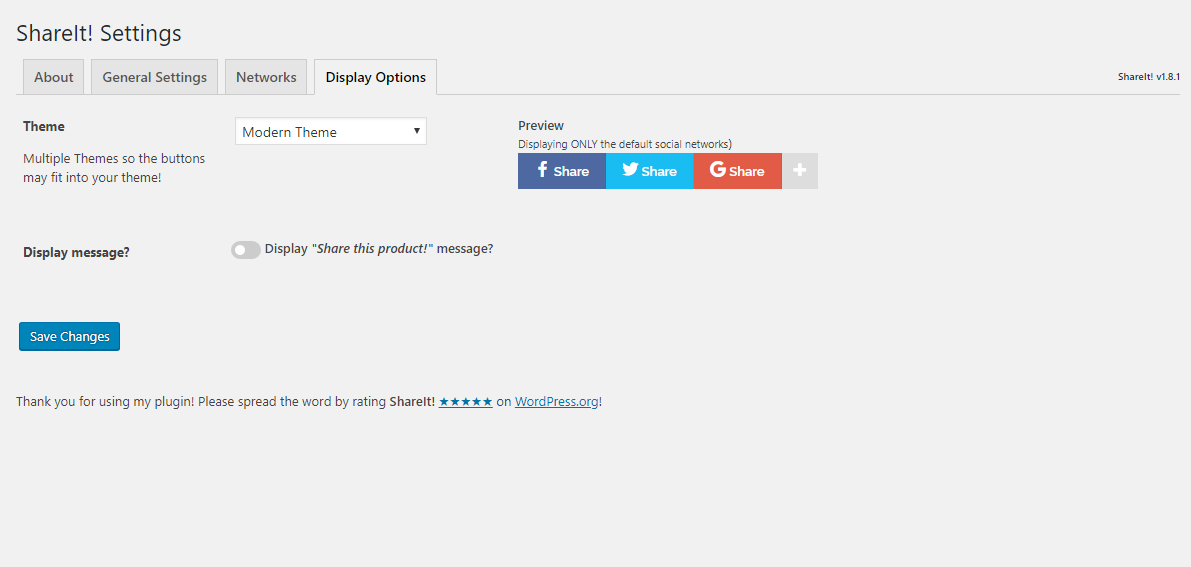 ShareIt! Settings
About
General Settings
Networks
Display Options
ShareIt! v1.8.1
Theme
Modern Theme
Multiple Themes so the buttons
may fit into your theme!
Preview
Displaying ONLY the default social networks)
Share
Share
Share
Display message?
Display "Share this product!" message?
Save Changes
Thank you for using my plugin! Please spread the word by rating ShareIt! ★★★★★ on WordPress.org!